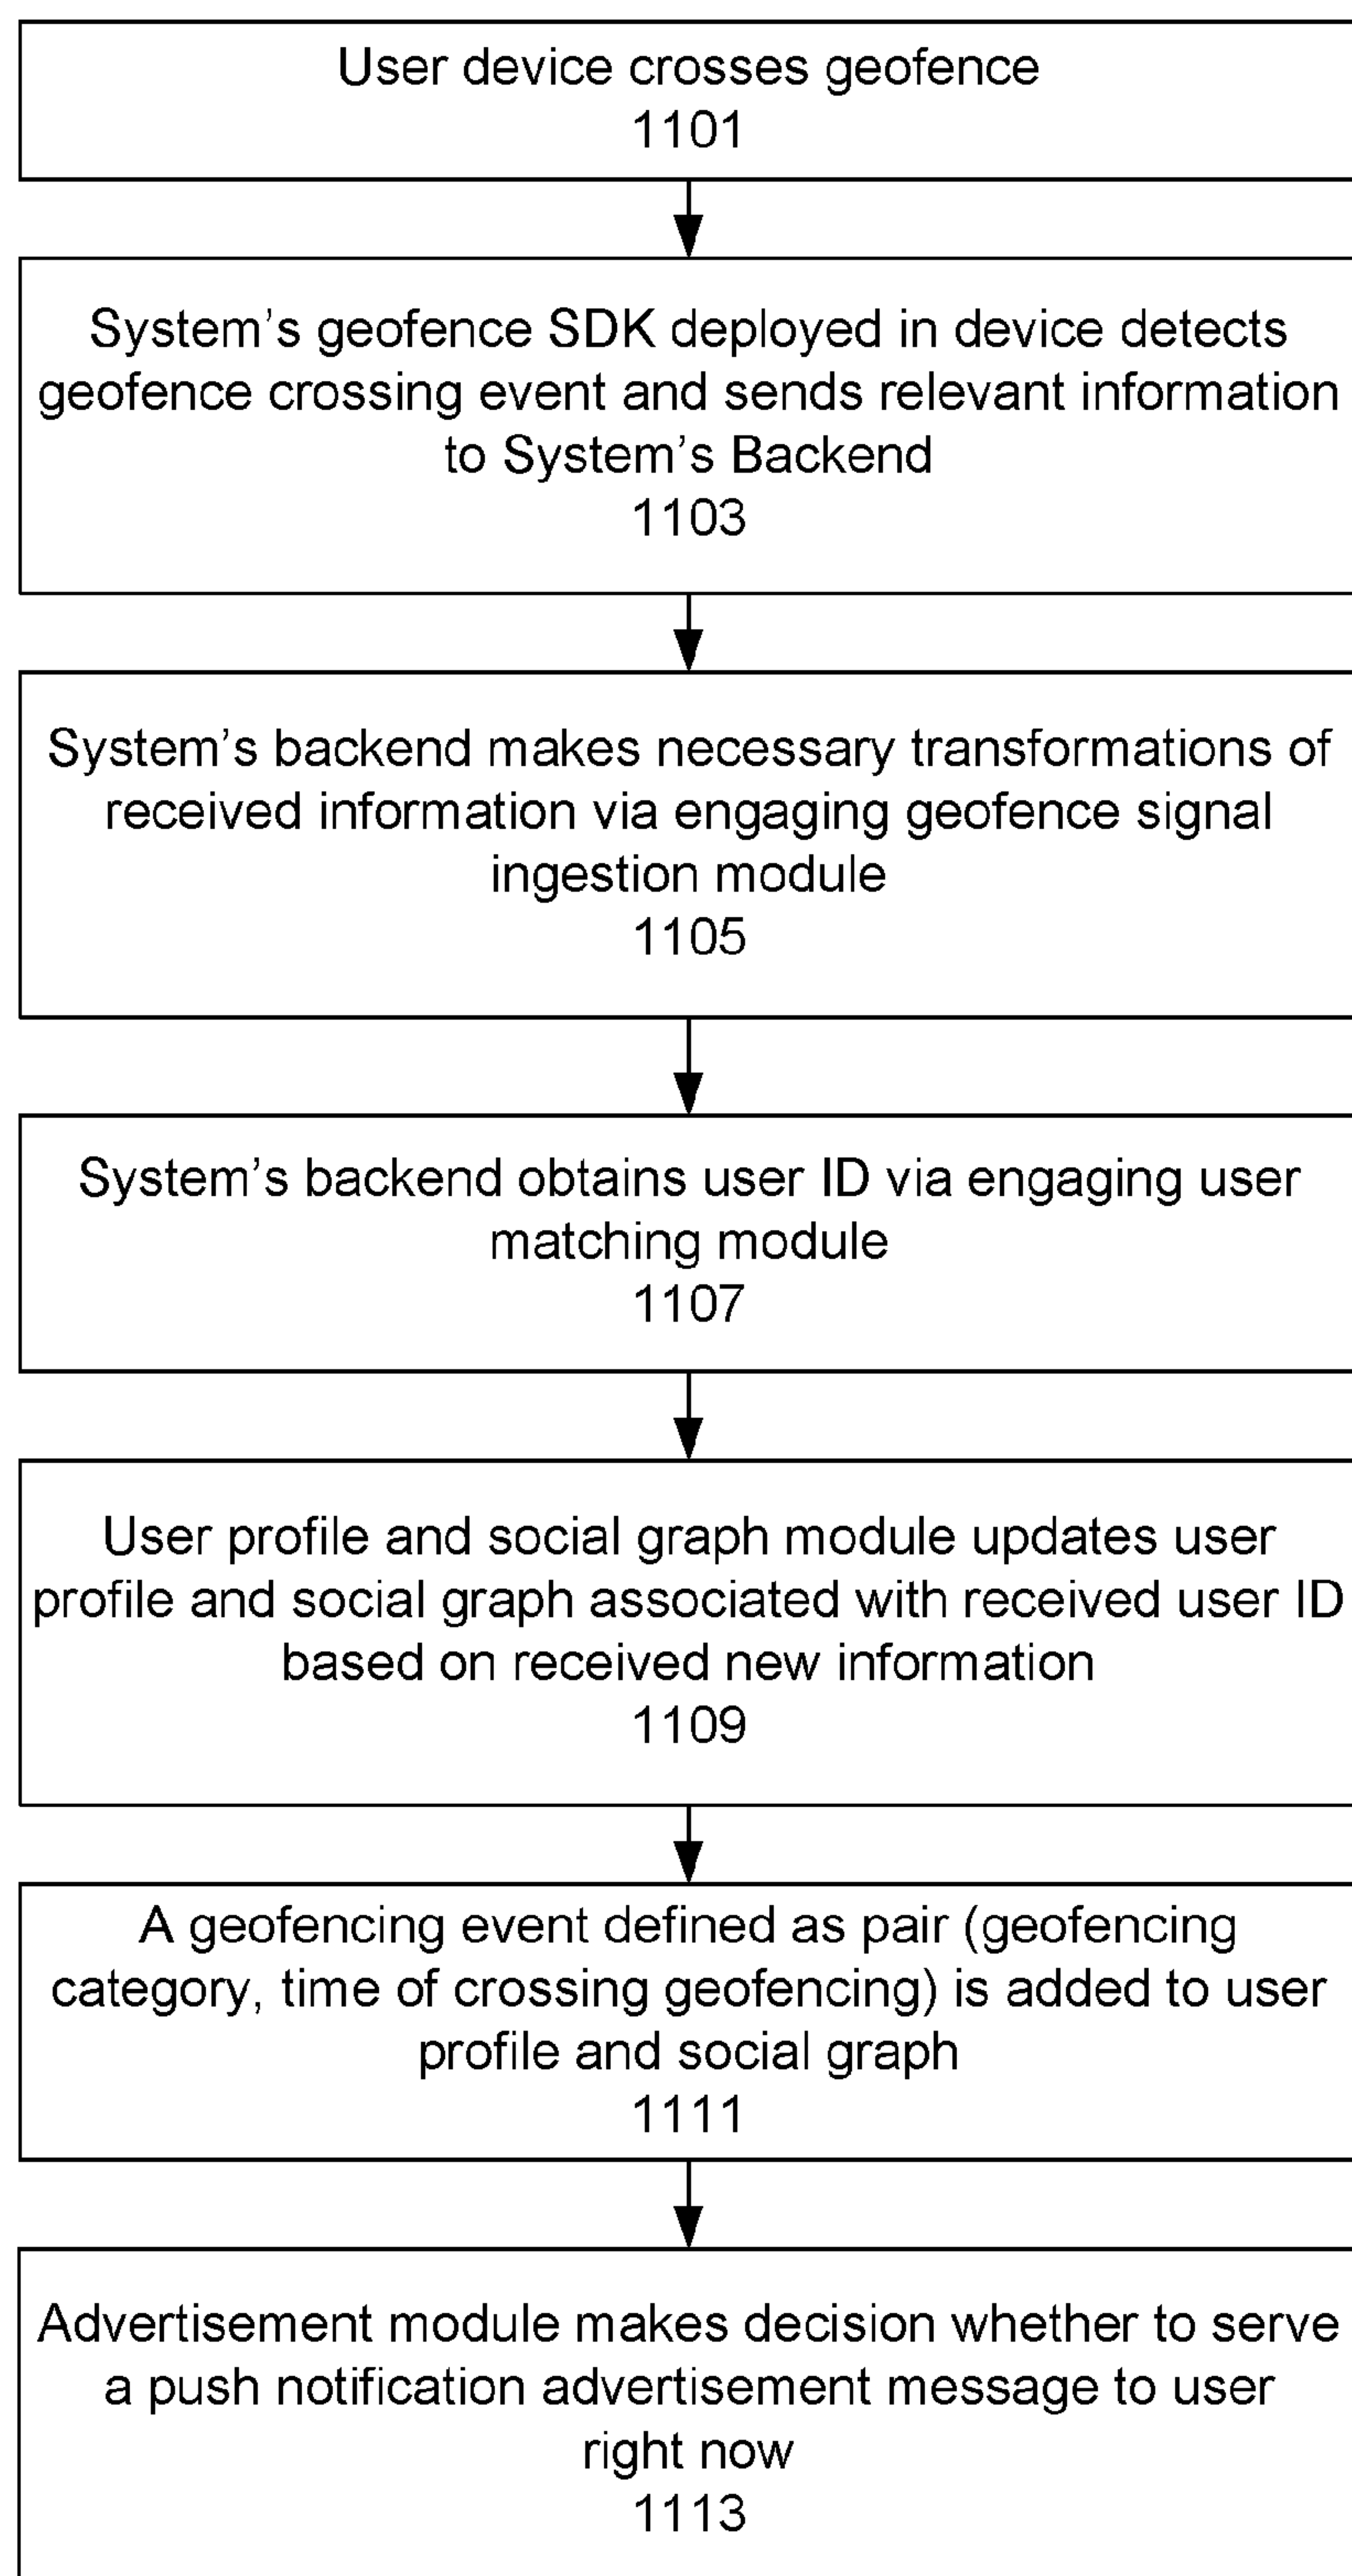 User device crosses geofence
1101
System's geofence SDK deployed in device detects
geofence crossing event and sends relevant information
to System's Backend
1103
System's backend makes necessary transformations of
received information via engaging geofence signal
ingestion module
1105
System's backend obtains user ID via engaging user
matching module
1107
User profile and social graph module updates user
profile and social graph associated with received user ID
based on received new information
1109
A geofencing event defined as pair (geofencing
category, time of crossing geofencing) is added to user
profile and social graph
1111
Advertisement module makes decision whether to serve
a push notification advertisement message to user
right now
1113